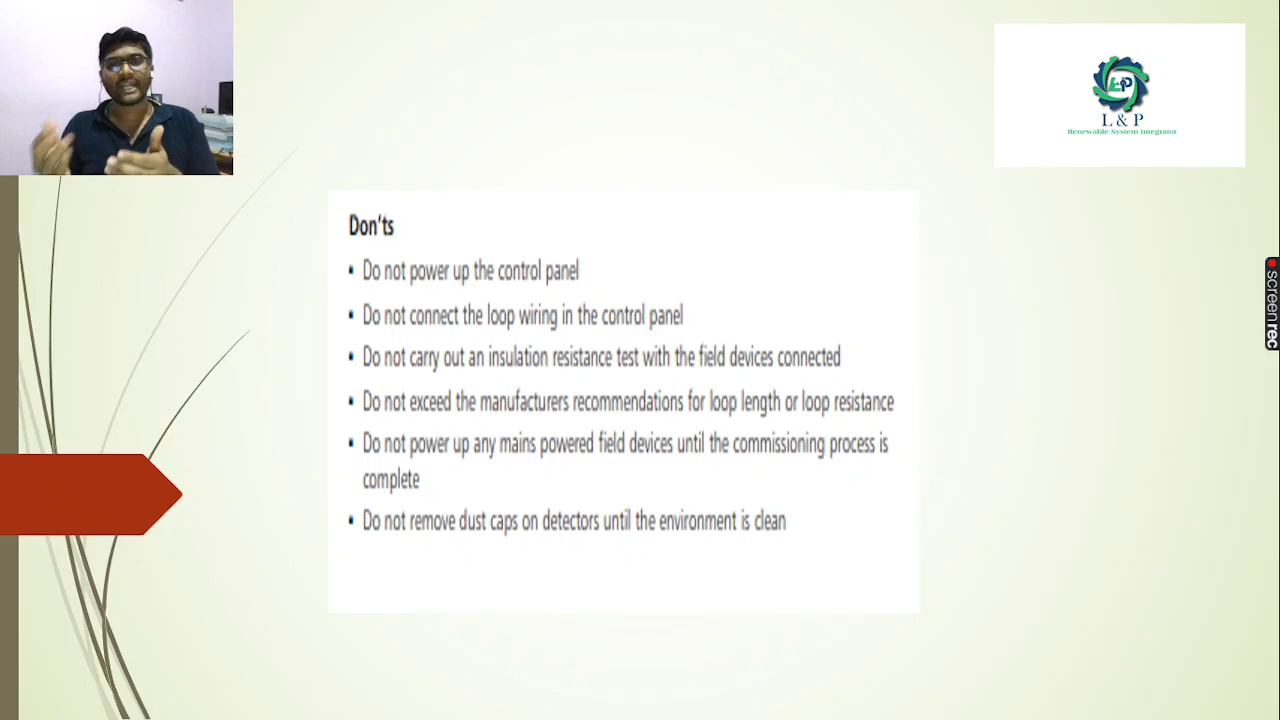 LP
L & P
Renewable System Integrator
Don'ts
▪ Do not power up the control panel
▪ Do not connect the loop wiring in the control panel
▪ Do not carry out an insulation resistance test with the field devices connected
▪ Do not exceed the manufacturers recommendations for loop length or loop resistance
▪ Do not power up any mains powered field devices until the commissioning process is
complete
▪ Do not remove dust caps on detectors until the environment is clean
screenrec